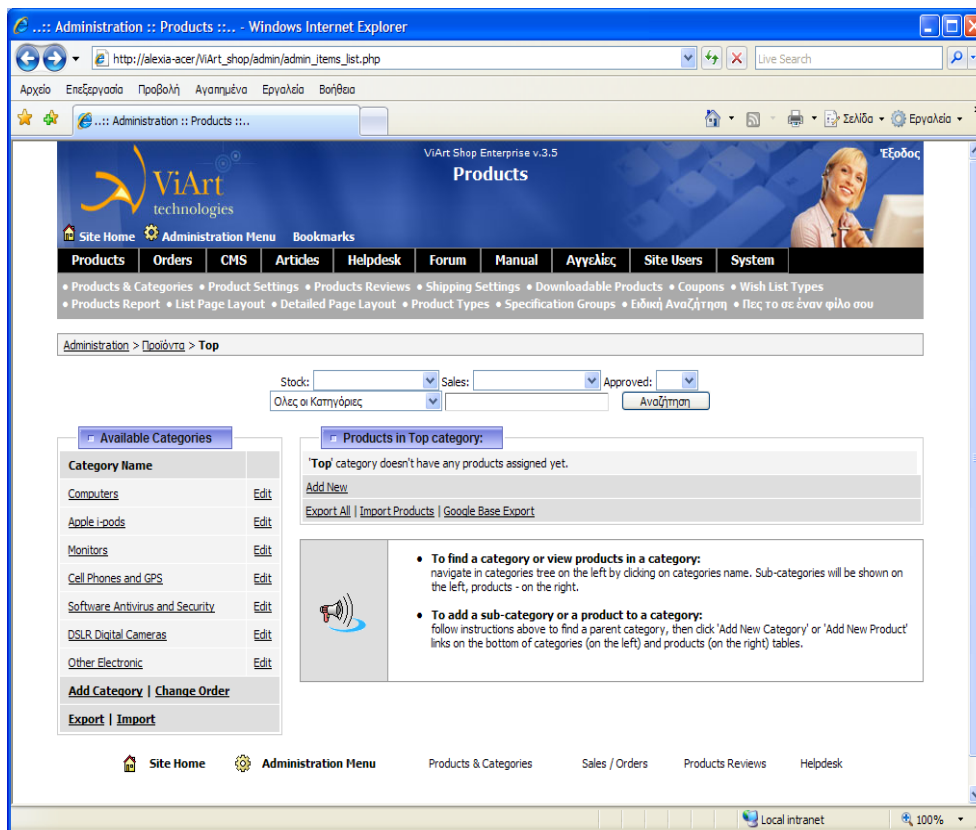 ..:: Administration :: Products ::... - Windows Internet Explorer
http://alexia-acer/ViArt_shop/admin/admin_items_list.php
Live Search
Αρχείο Επεξεργασία Προβολή Αγαπημένα Εργαλεία Βοήθεια
..:: Administration :: Products ::..
Σελίδα Εργαλεία
ViArt Shop Enterprise v.3.5
Έξοδος
Products
ViArt
technologies
Site Home Administration Menu Bookmarks
Products Orders CMS Articles Helpdesk Forum Manual Αγγελίες Site Users System
• Products & Categories • Product Settings • Products Reviews • Shipping Settings • Downloadable Products • Coupons • Wish List Types
• Products Report • List Page Layout • Detailed Page Layout • Product Types • Specification Groups • Ειδική Αναζήτηση • Πες το σε έναν φίλο σου
Administration > Προϊόντα > Top
Stock: Sales: Approved:
Ολες οι Κατηγόριες Αναζήτηση
Available Categories
Category Name
Computers Edit
Apple i-pods Edit
Monitors Edit
Cell Phones and GPS Edit
Software Antivirus and Security Edit
DSLR Digital Cameras Edit
Other Electronic Edit
Add Category | Change Order
Export | Import
Products in Top category:
'Top' category doesn't have any products assigned yet.
Add New
Export All | Import Products | Google Base Export
• To find a category or view products in a category:
navigate in categories tree on the left by clicking on categories name. Sub-categories will be shown on
the left, products - on the right.
• To add a sub-category or a product to a category:
follow instructions above to find a parent category, then click 'Add New Category' or 'Add New Product'
links on the bottom of categories (on the left) and products (on the right) tables.
Site Home Administration Menu Products & Categories Sales / Orders Products Reviews Helpdesk
Local intranet 100%